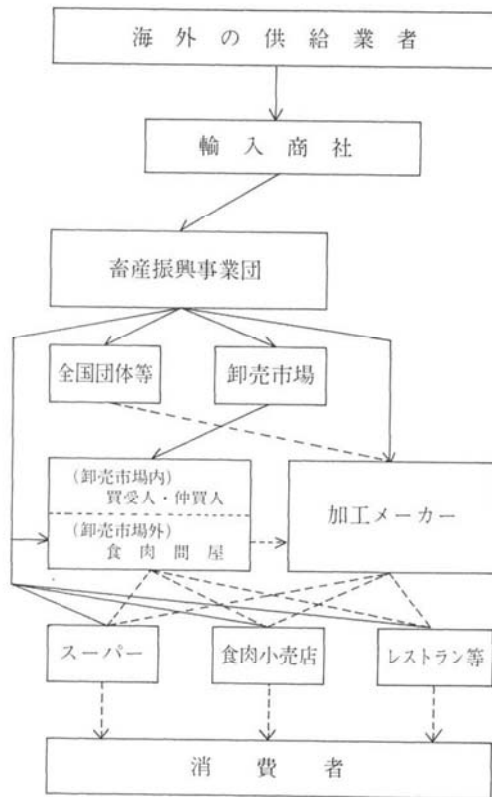 海外の供給業者
輸入商社
畜産振興事業団
全国団体等
卸売市場
(卸売市場内)
買受人・仲買人
(卸売市場外)
食肉問屋
加工メーカー
スーパー
食肉小売店
レストラン等
消費者